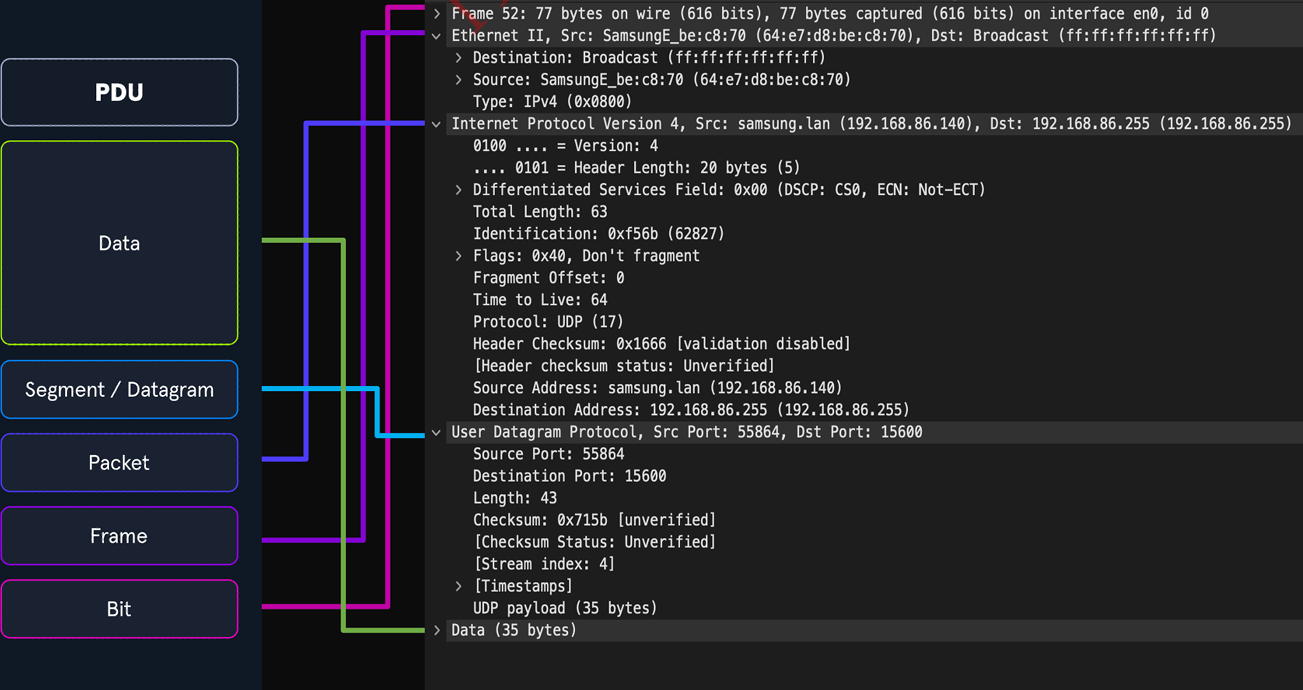 PDU
Data
Segment / Datagram
Packet
Frame
Bit
Frame 52: 77 bytes on wire (616 bits), 77 bytes captured (616 bits) on interface en0, id 0
Ethernet II, Src: SamsungE_be:c8:70 (64:e7:d8:be:c8:70), Dst: Broadcast (ff:ff:ff:ff:ff:ff)
Destination: Broadcast (ff:ff:ff:ff:ff:ff)
Source: SamsungE_be:c8:70 (64:e7:d8:be:c8:70)
Type: IPv4 (0x0800)
Internet Protocol Version 4, Src: samsung.lan (192.168.86.140), Dst: 192.168.86.255 (192.168.86.255)
0100 .... = Version: 4
.... 0101 = Header Length: 20 bytes (5)
Differentiated Services Field: 0x00 (DSCP: CS0, ECN: Not-ECT)
Total Length: 63
Identification: 0xf56b (62827)
Flags: 0x40, Don't fragment
Fragment Offset: 0
Time to Live: 64
Protocol: UDP (17)
Header Checksum: 0x1666 [validation disabled]
[Header checksum status: Unverified]
Source Address: samsung.lan (192.168.86.140)
Destination Address: 192.168.86.255 (192.168.86.255)
User Datagram Protocol, Src Port: 55864, Dst Port: 15600
Source Port: 55864
Destination Port: 15600
Length: 43
Checksum: 0x715b [unverified]
[Checksum Status: Unverified]
[Stream index: 4]
[Timestamps]
UDP payload (35 bytes)
Data (35 bytes)